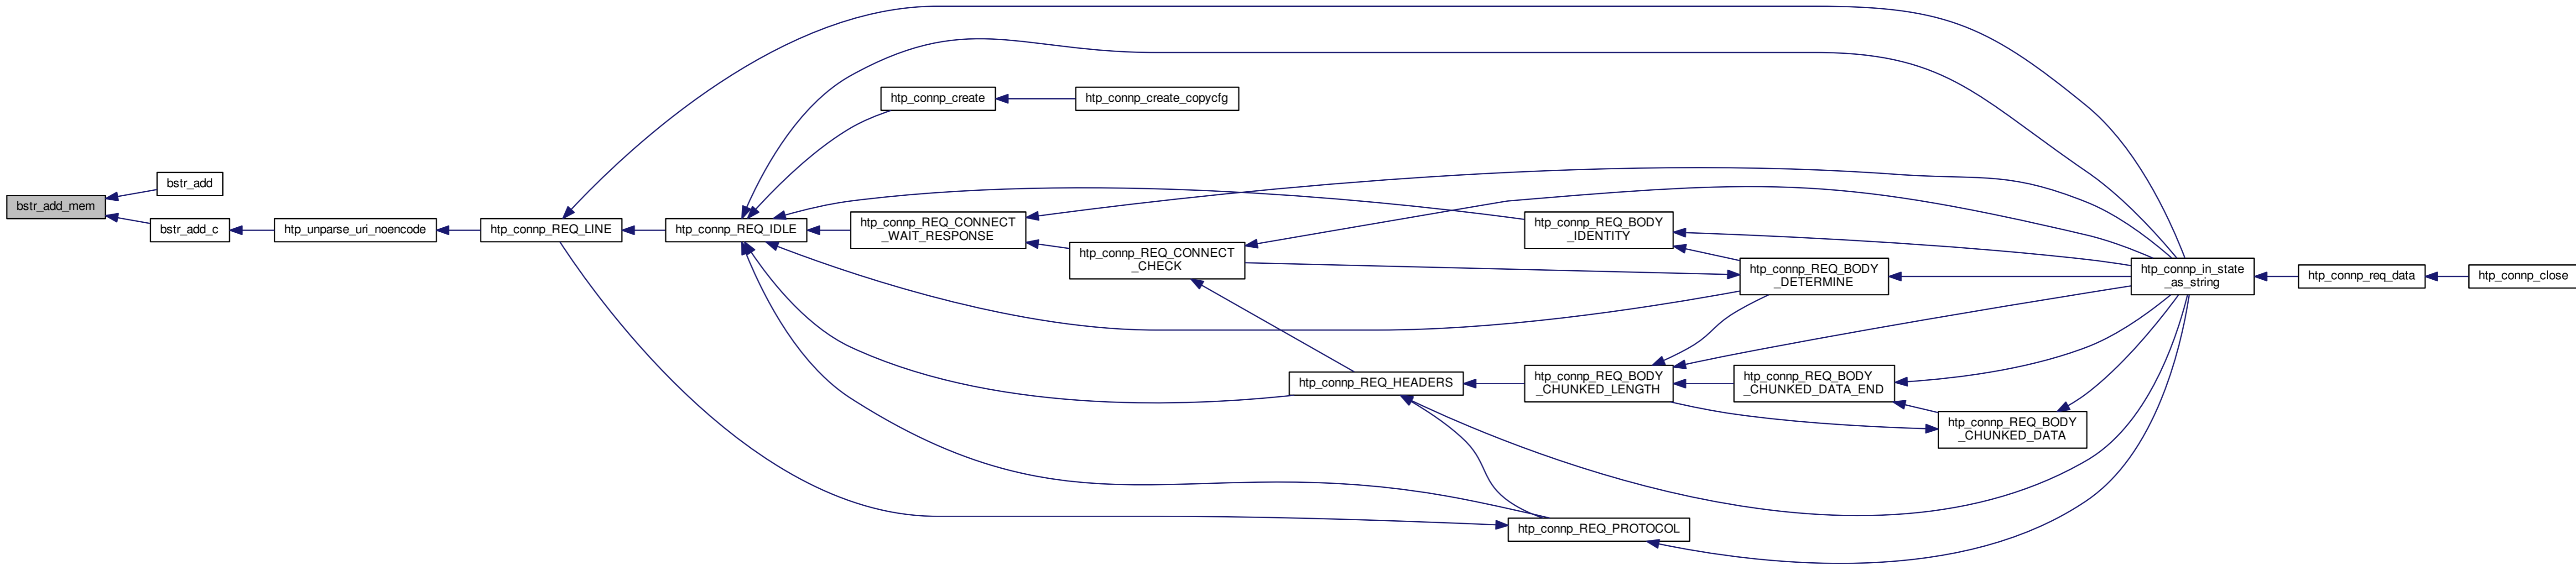 bstr_add_mem
bstr_add
bstr_add_c
htp_unparse_uri_noencode
htp_connp_REQ_LINE
htp_connp_REQ_IDLE
htp_connp_create
htp_connp_create_copycfg
htp_connp_REQ_CONNECT
_WAIT_RESPONSE
htp_connp_REQ_CONNECT
_CHECK
htp_connp_REQ_HEADERS
htp_connp_REQ_BODY
_IDENTITY
htp_connp_REQ_BODY
_CHUNKED_LENGTH
htp_connp_REQ_PROTOCOL
htp_connp_REQ_BODY
_DETERMINE
htp_connp_REQ_BODY
_CHUNKED_DATA_END
htp_connp_REQ_BODY
_CHUNKED_DATA
htp_connp_in_state
_as_string
htp_connp_req_data
htp_connp_close